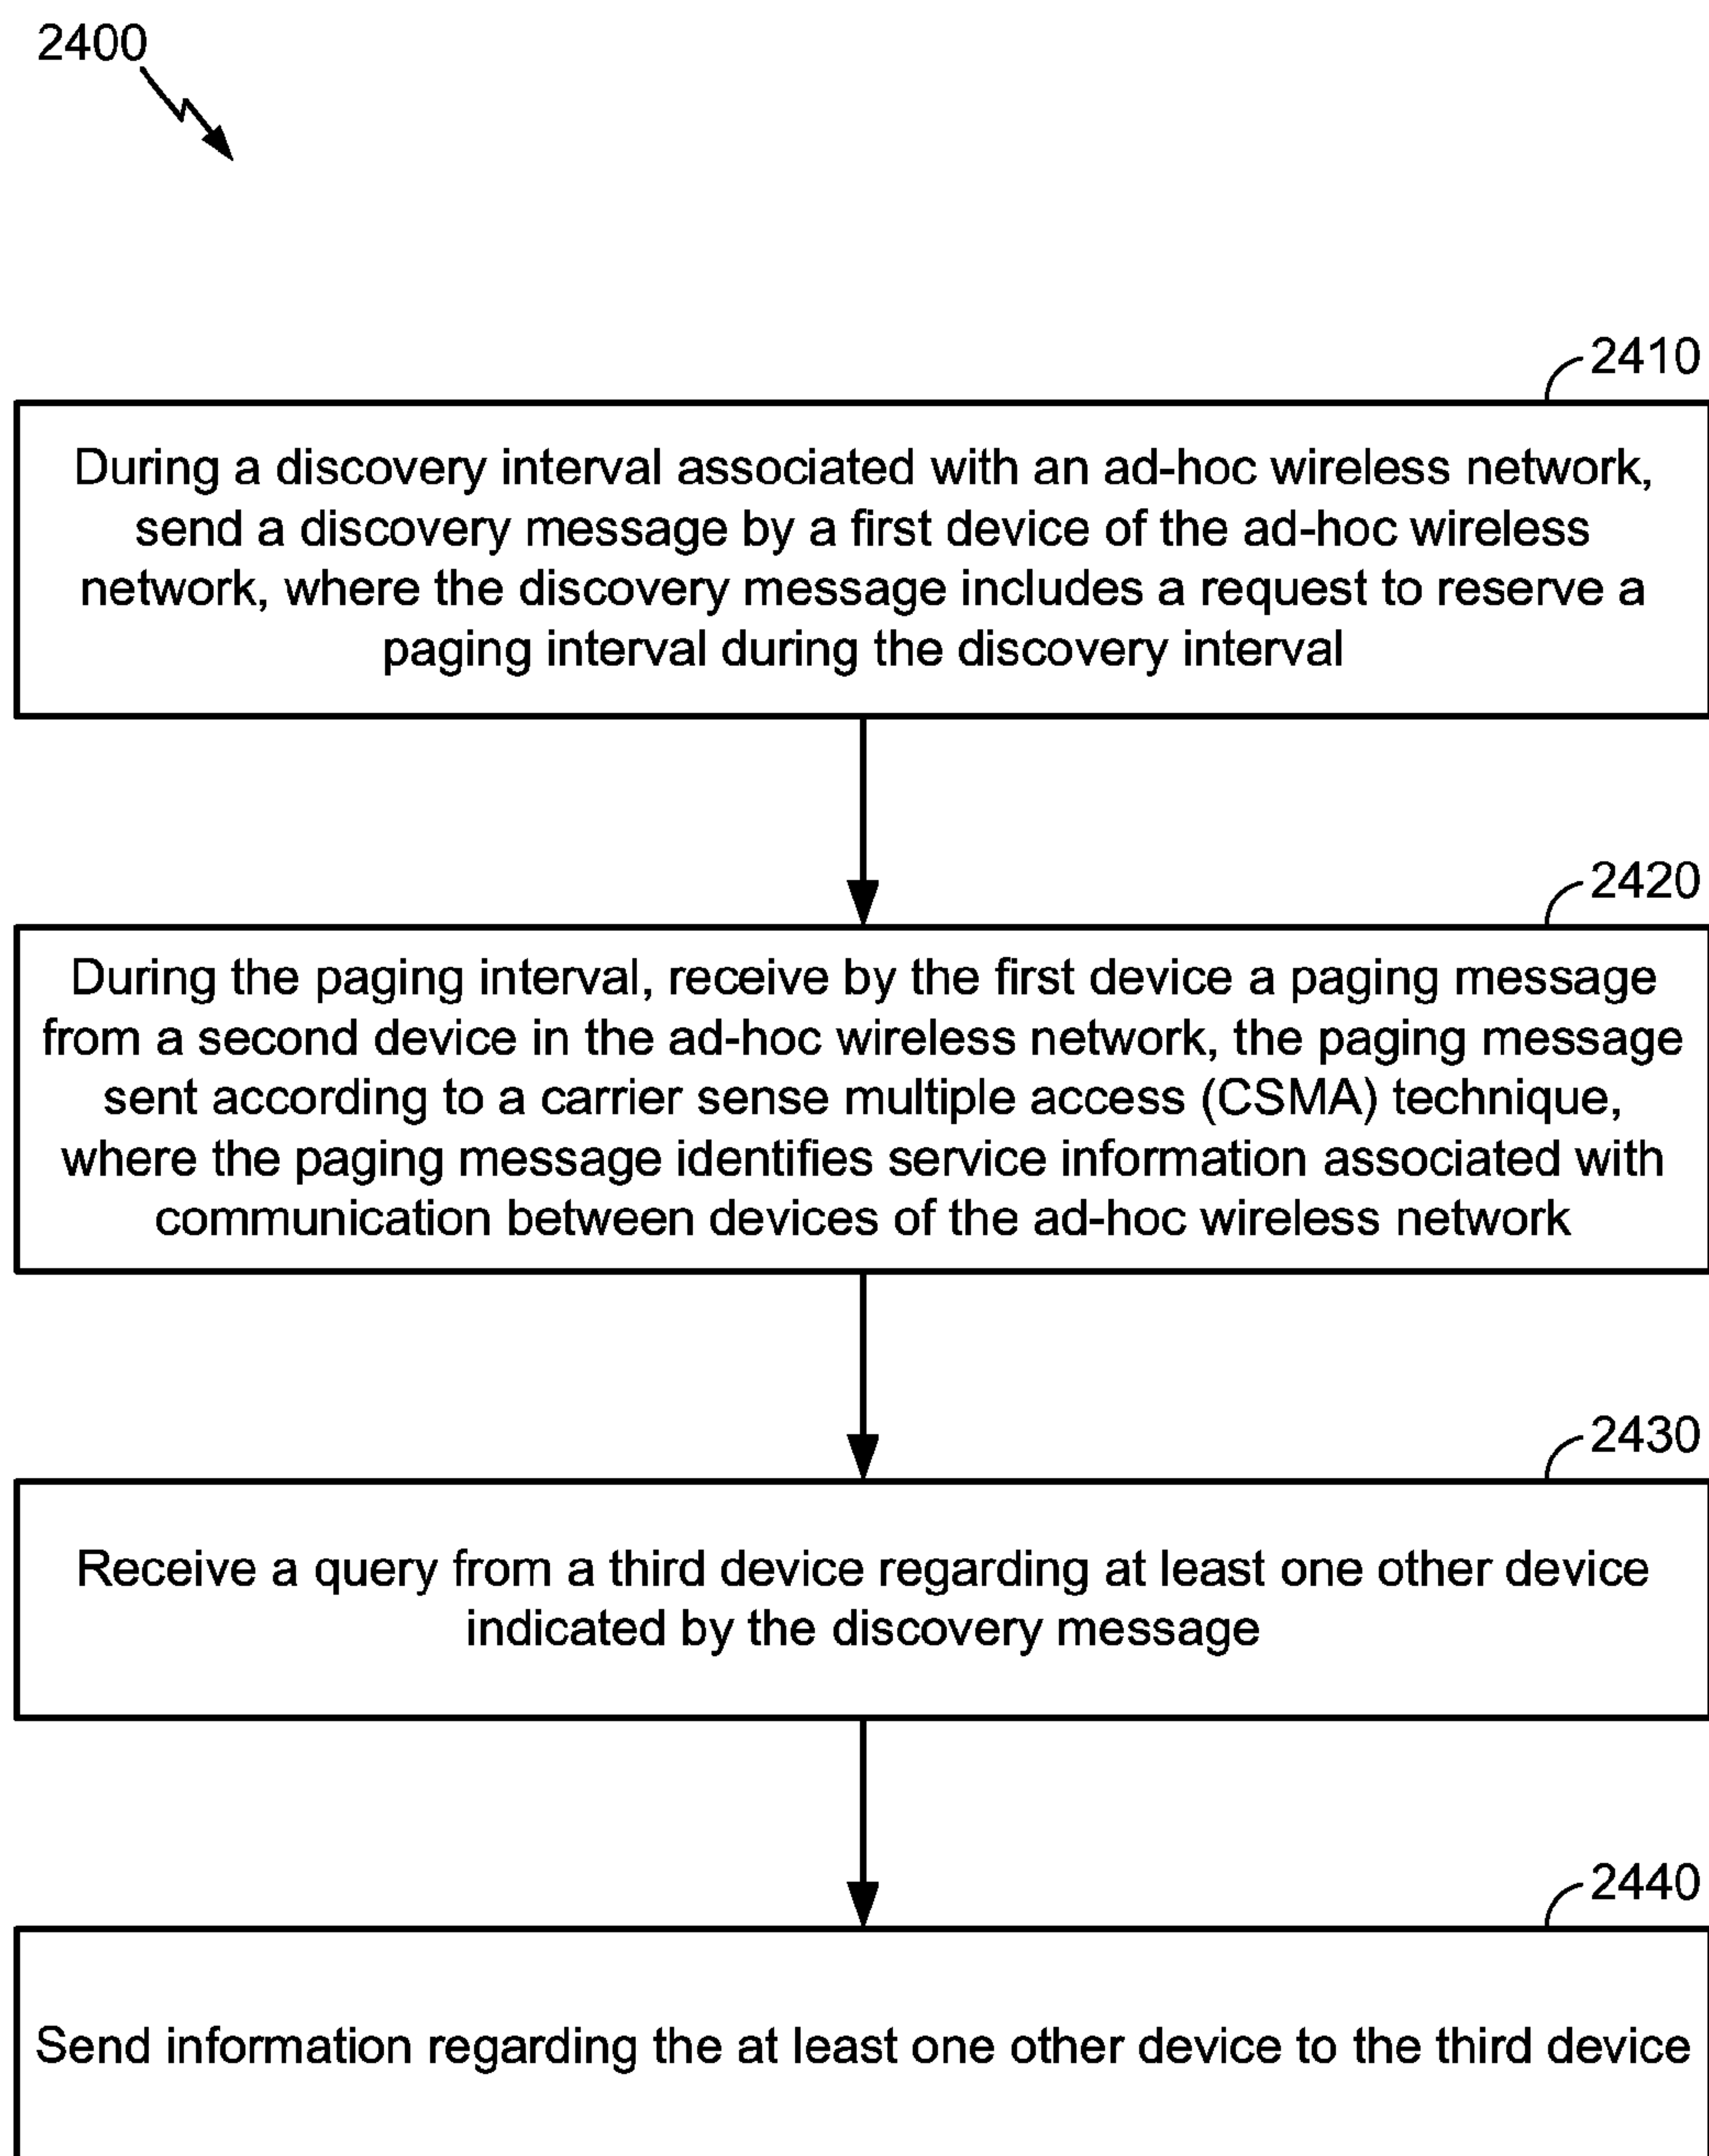 2400
2410
During a discovery interval associated with an ad-hoc wireless network,
send a discovery message by a first device of the ad-hoc wireless
network, where the discovery message includes a request to reserve a
paging interval during the discovery interval
2420
During the paging interval, receive by the first device a paging message
from a second device in the ad-hoc wireless network, the paging message
sent according to a carrier sense multiple access (CSMA) technique,
where the paging message identifies service information associated with
communication between devices of the ad-hoc wireless network
2430
Receive a query from a third device regarding at least one other device
indicated by the discovery message
2440
Send information regarding the at least one other device to the third device